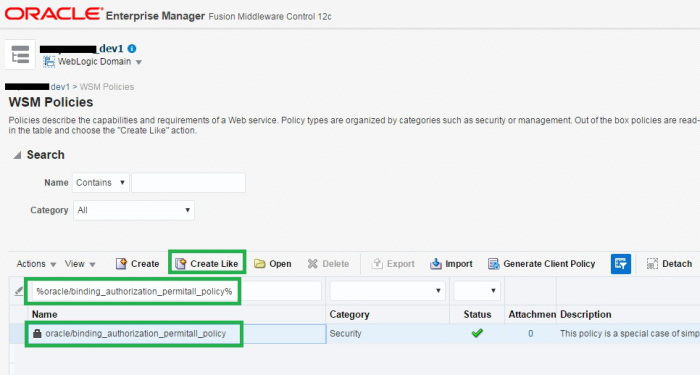 ORACLE Enterprise Manager Fusion Middleware Control 12c
_dev1
WebLogic Domain
dev1 > WSM Policies
WSM Policies
Policies describe the capabilities and requirements of a Web service. Policy types are organized by categories such as security or management. Out of the box policies are read-
in the table and choose the "Create Like" action.
Search
Name Contains
Category All
Actions View Create Create Like Open Delete Export Import Generate Client Policy Detach
%oracle/binding_authorization_permitall_policy%
Name Category Status Attachmen Description
oracle/binding_authorization_permitall_policy Security 0 This policy is a special case of simp